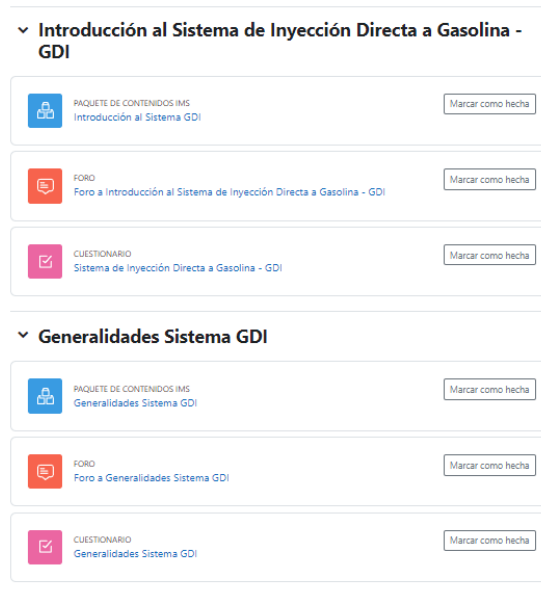 Introducción al Sistema de Inyección Directa a Gasolina -
GDI
PAQUETE DE CONTENIDOS IMS
Introducción al Sistema GDI
Marcar como hecha
FORO
Foro a Introducción al Sistema de Inyección Directa a Gasolina - GDI
Marcar como hecha
CUESTIONARIO
Sistema de Inyección Directa a Gasolina - GDI
Marcar como hecha
Generalidades Sistema GDI
PAQUETE DE CONTENIDOS IMS
Generalidades Sistema GDI
Marcar como hecha
FORO
Foro a Generalidades Sistema GDI
Marcar como hecha
CUESTIONARIO
Generalidades Sistema GDI
Marcar como hecha